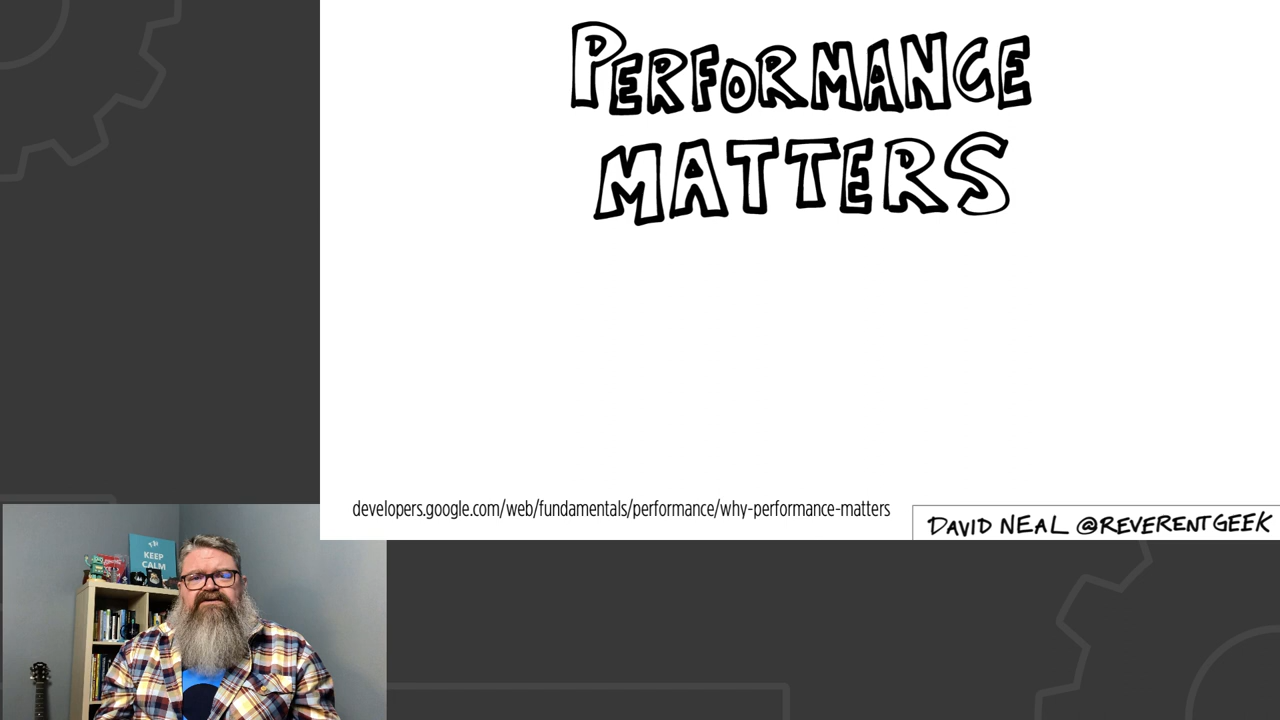 PERFORMANCE
MATTERS
developers.google.com/web/fundamentals/performance/why-performance-matters
DAVID NEAL @REVERENTGEEK
KEEP
CALM